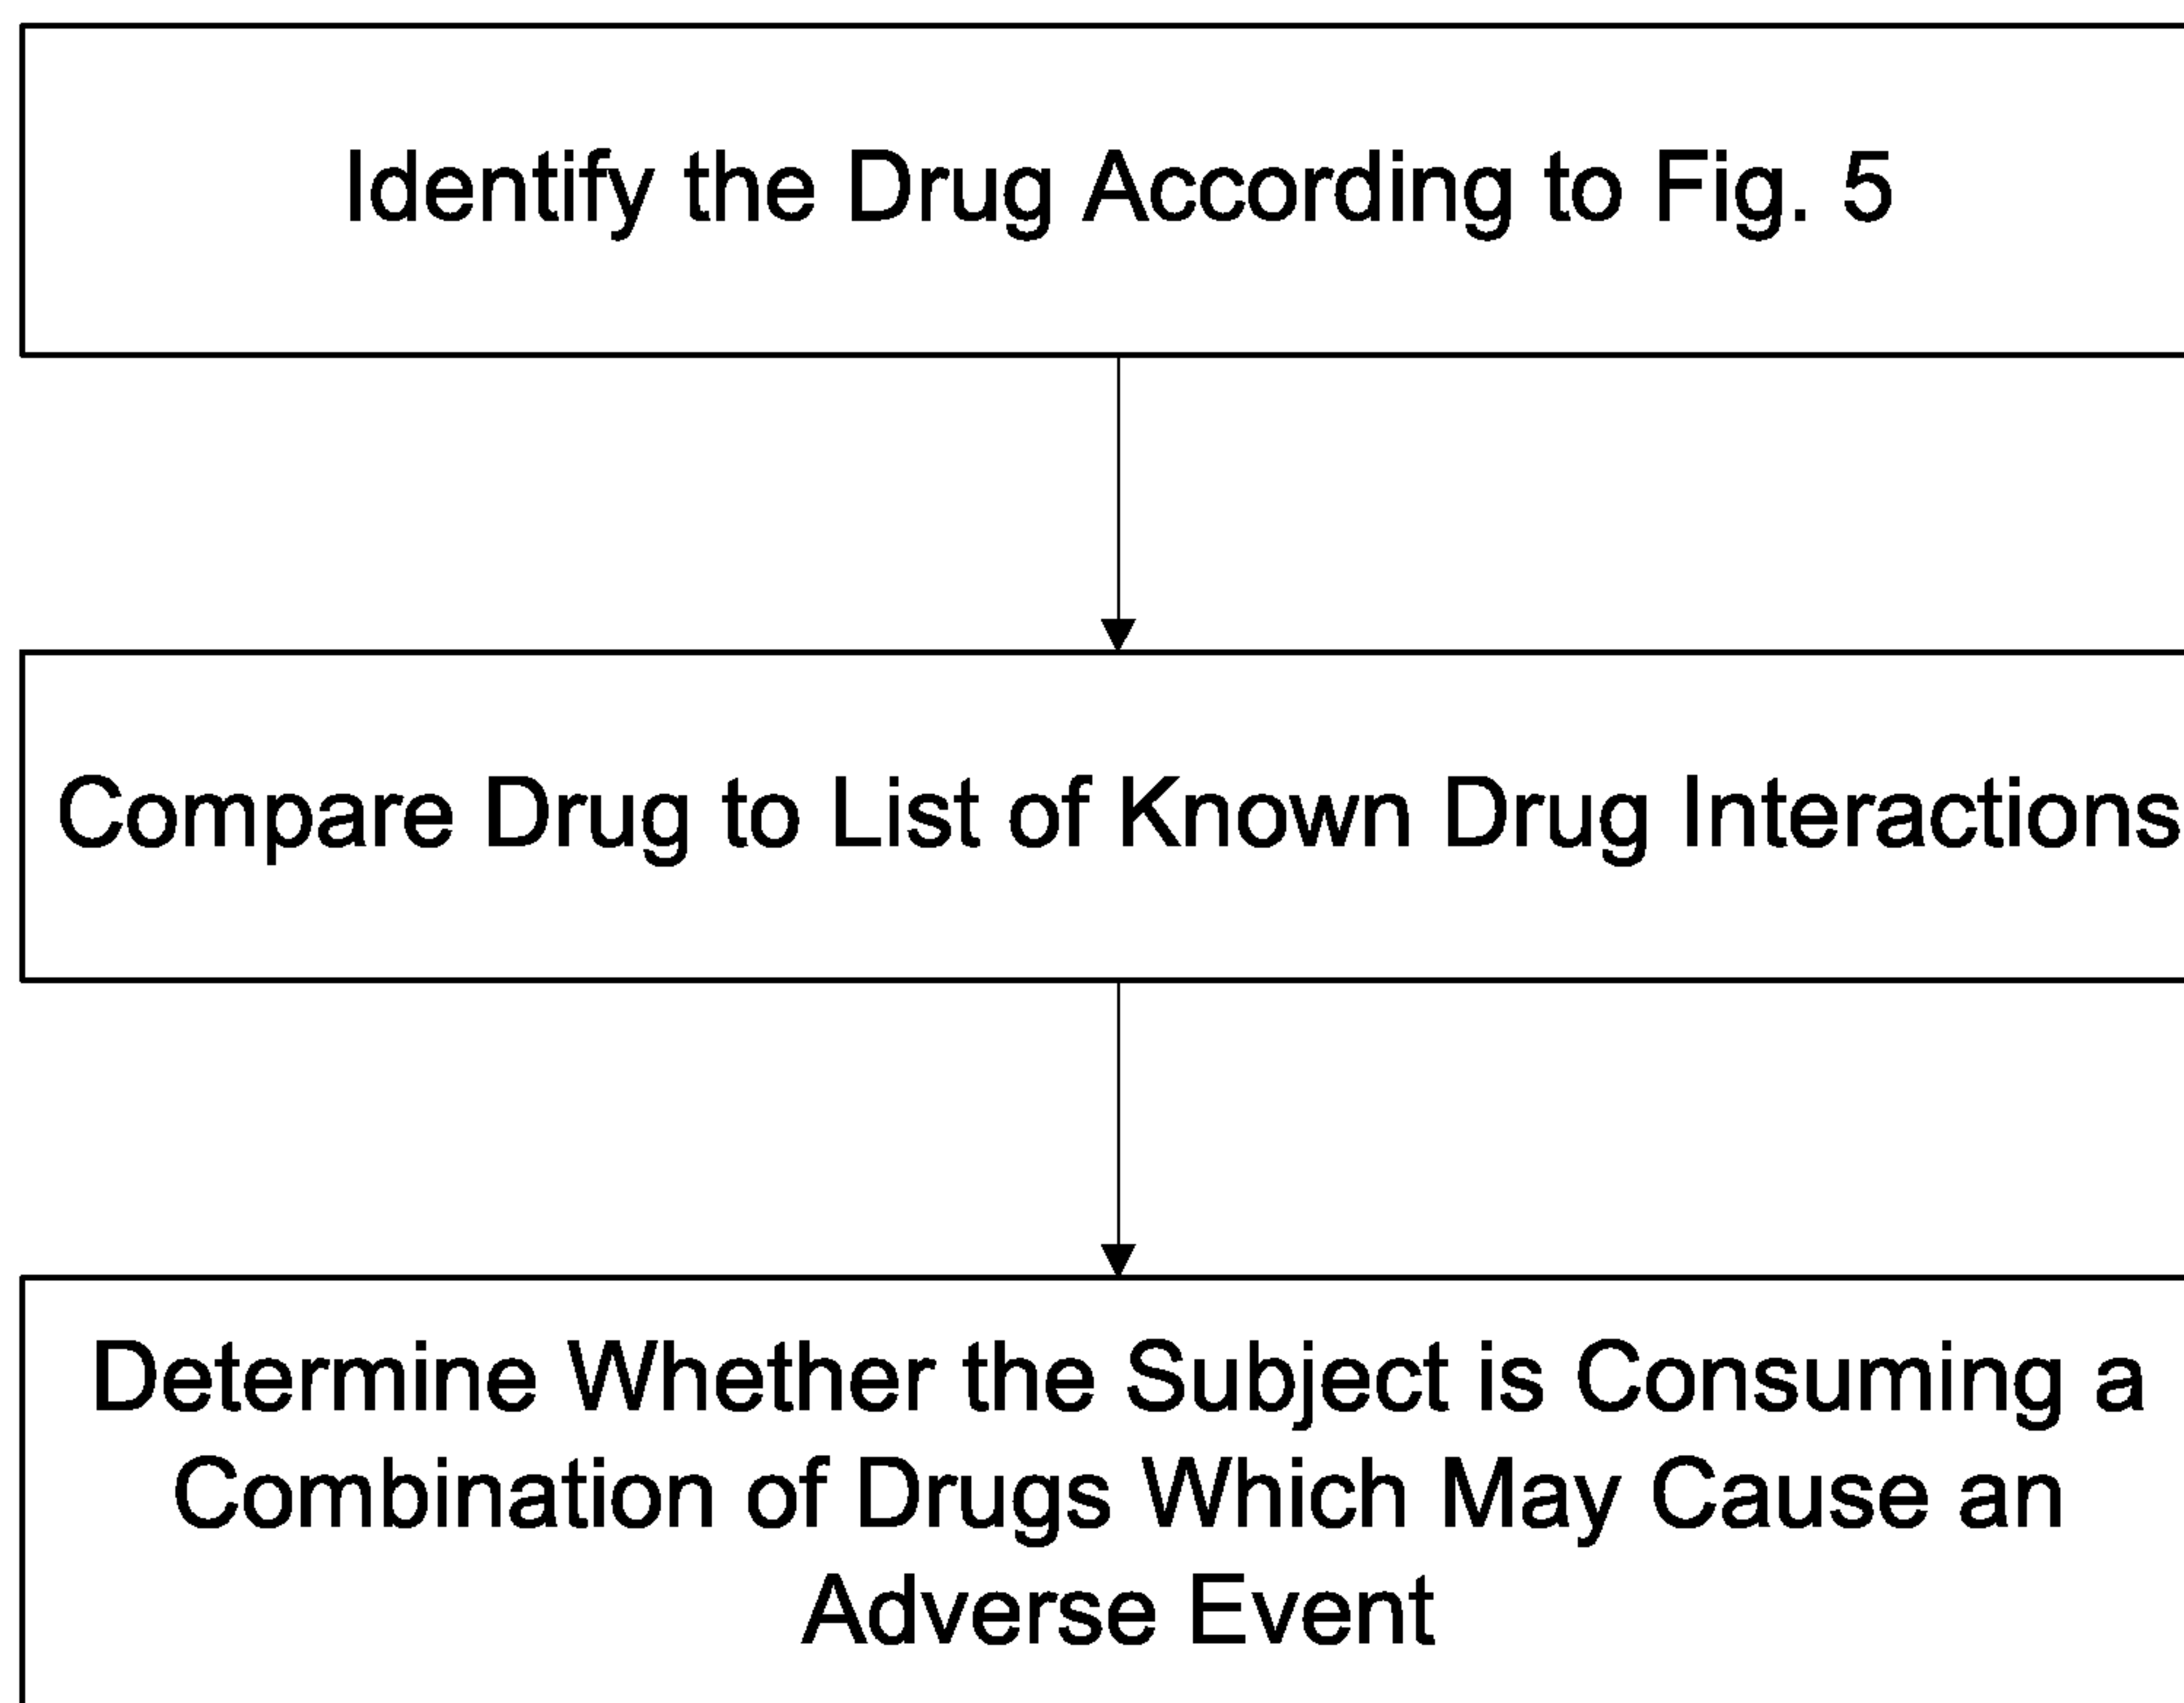 Identify the Drug According to Fig. 5
Compare Drug to List of Known Drug Interactions
Determine Whether the Subject is Consuming a
Combination of Drugs Which May Cause an
Adverse Event